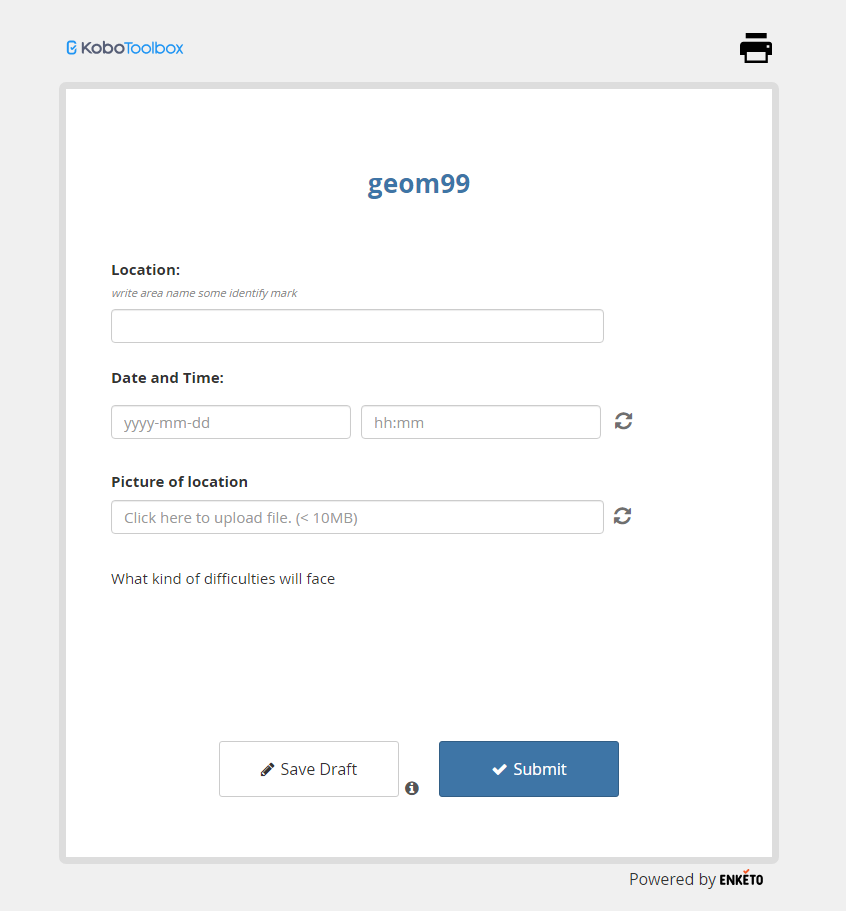 KoboToolbox
geom99
Location:
write area name some identify mark
Date and Time:
yyyy-mm-dd hh:mm
Picture of location
Click here to upload file. (< 10MB)
What kind of difficulties will face
Save Draft Submit
Powered by ENKETO